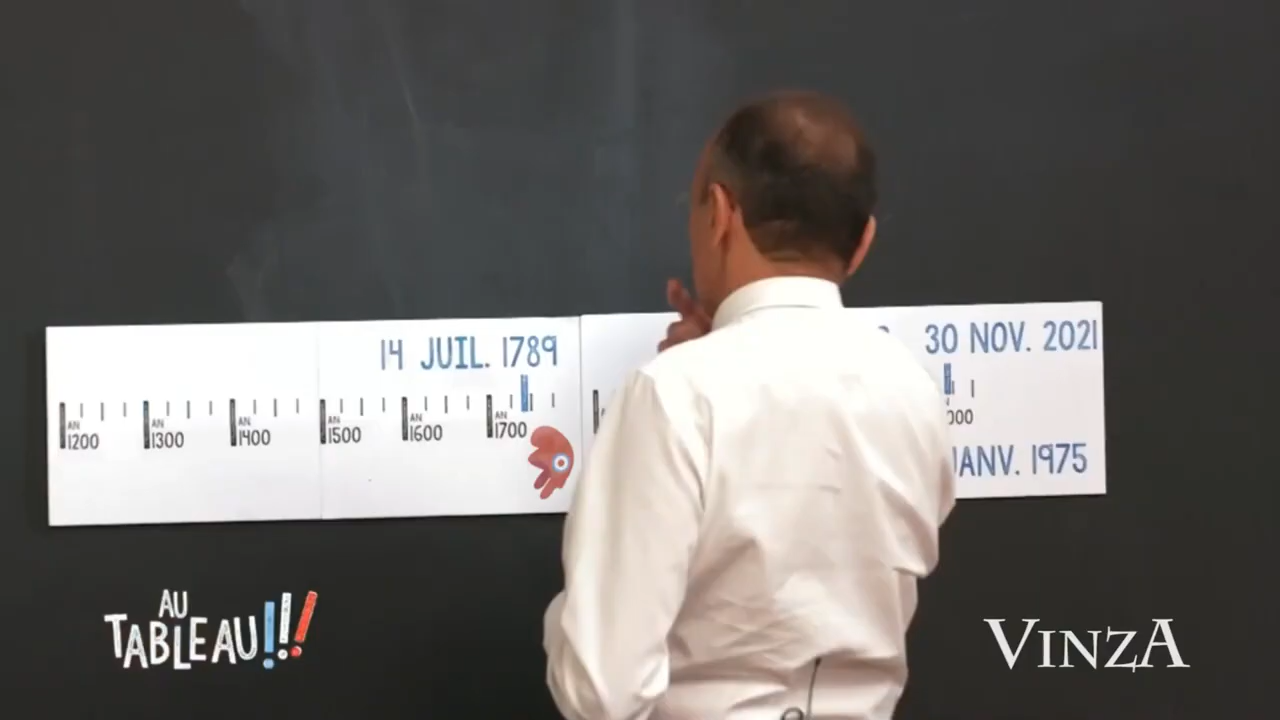 14 JUIL. 1789
30 NOV. 2021
AN 1200
AN 1300
AN 1400
AN 1500
AN 1600
AN 1700
000
JANV. 1975
AU
TABLEAU!!!
VINZA